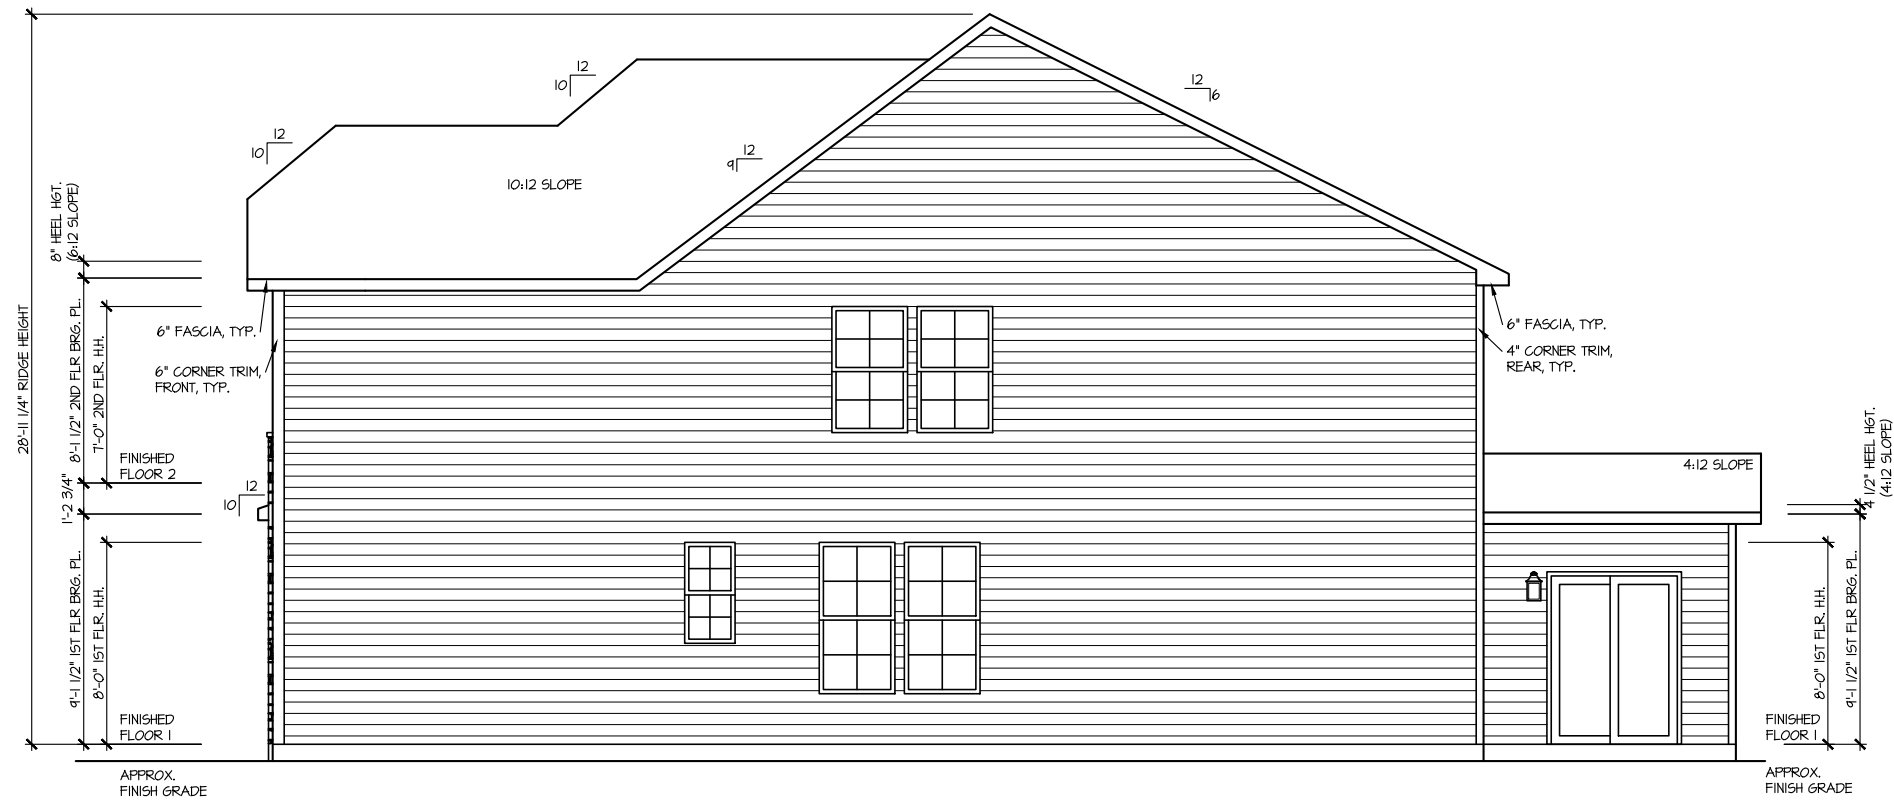 12
10
12
10
12
9
12
6
10:12 SLOPE
8" HEEL HGT.
(6:12 SLOPE)
28'-11 1/4" RIDGE HEIGHT
8'-1 1/2" 2ND FLR BRG. PL.
7'-0" 2ND FLR. H.H.
6" FASCIA, TYP.
6" CORNER TRIM,
FRONT, TYP.
6" FASCIA, TYP.
4" CORNER TRIM,
REAR, TYP.
FINISHED
FLOOR 2
1'-2 3/4"
12
10
4:12 SLOPE
4 1/2" HEEL HGT.
(4:12 SLOPE)
9'-1 1/2" 1ST FLR BRG. PL.
8'-0" 1ST FLR. H.H.
8'-0" 1ST FLR. H.H.
9'-1 1/2" 1ST FLR BRG. PL.
FINISHED
FLOOR 1
FINISHED
FLOOR 1
APPROX.
FINISH GRADE
APPROX.
FINISH GRADE